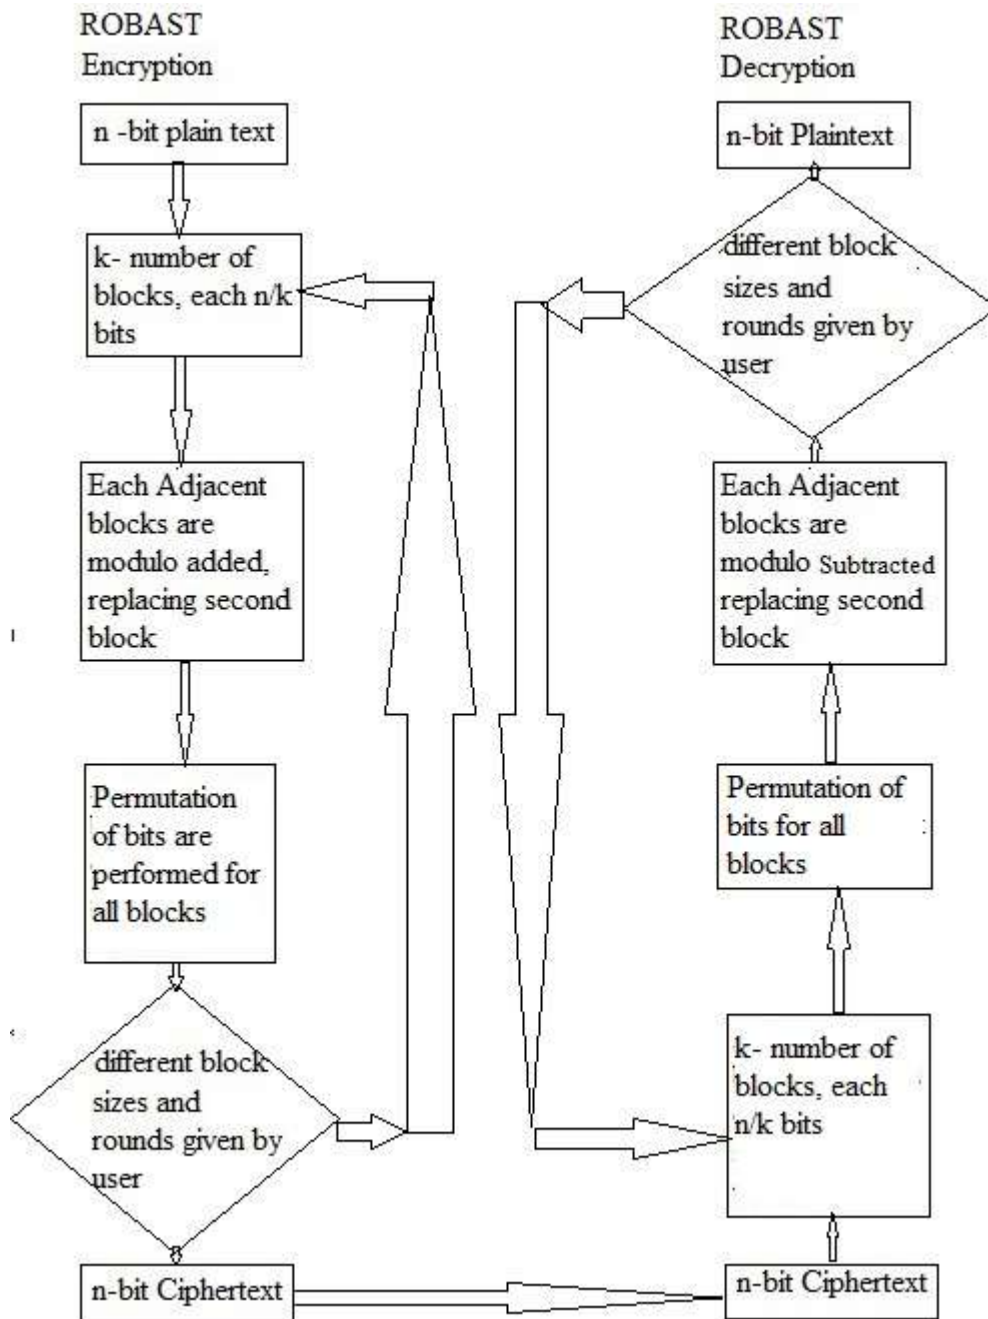 ROBAST
Encryption
n -bit plain text
k- number of
blocks, each n/k
bits
Each Adjacent
blocks are
modulo added,
replacing second
block
Permutation
of bits are
performed for
all blocks
different block
sizes and
rounds given by
user
n-bit Ciphertext
ROBAST
Decryption
n-bit Plaintext
different block
sizes and
rounds given by
user
Each Adjacent
blocks are
modulo Subtracted
replacing second
block
Permutation of
bits for all
blocks
k- number of
blocks, each
n/k bits
n-bit Ciphertext